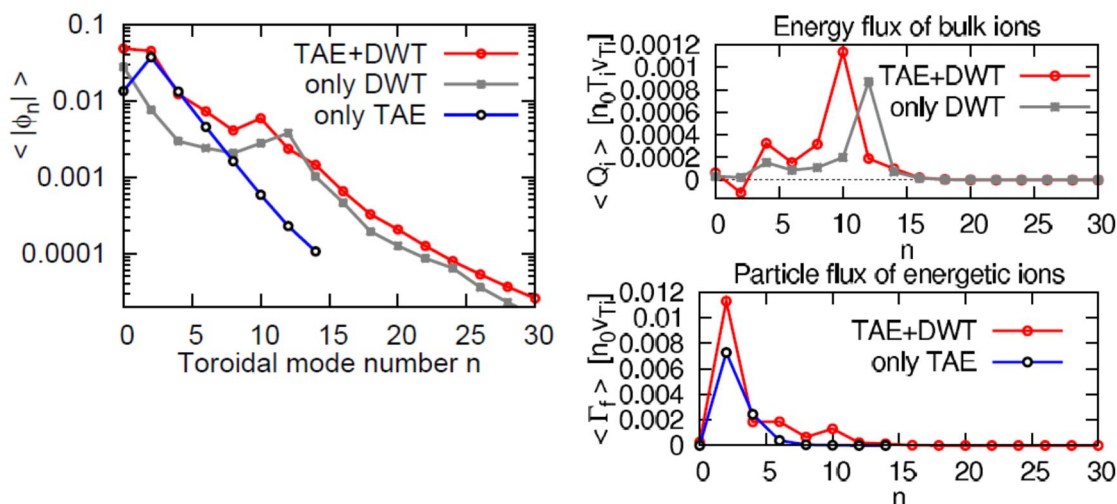 0.1
0.01
0.001
0.0001
< |ϕn| >
TAE+DWT
only DWT
only TAE
0 5 10 15 20 25 30
Toroidal mode number n
Energy flux of bulk ions
< Qi > [n0TivTi]
0.0012
0.001
0.0008
0.0006
0.0004
0.0002
0
TAE+DWT
only DWT
0 5 10 15 20 25 30
n
Particle flux of energetic ions
< Γf > [n0vTi]
0.012
0.01
0.008
0.006
0.004
0.002
0
TAE+DWT
only TAE
0 5 10 15 20 25 30
n